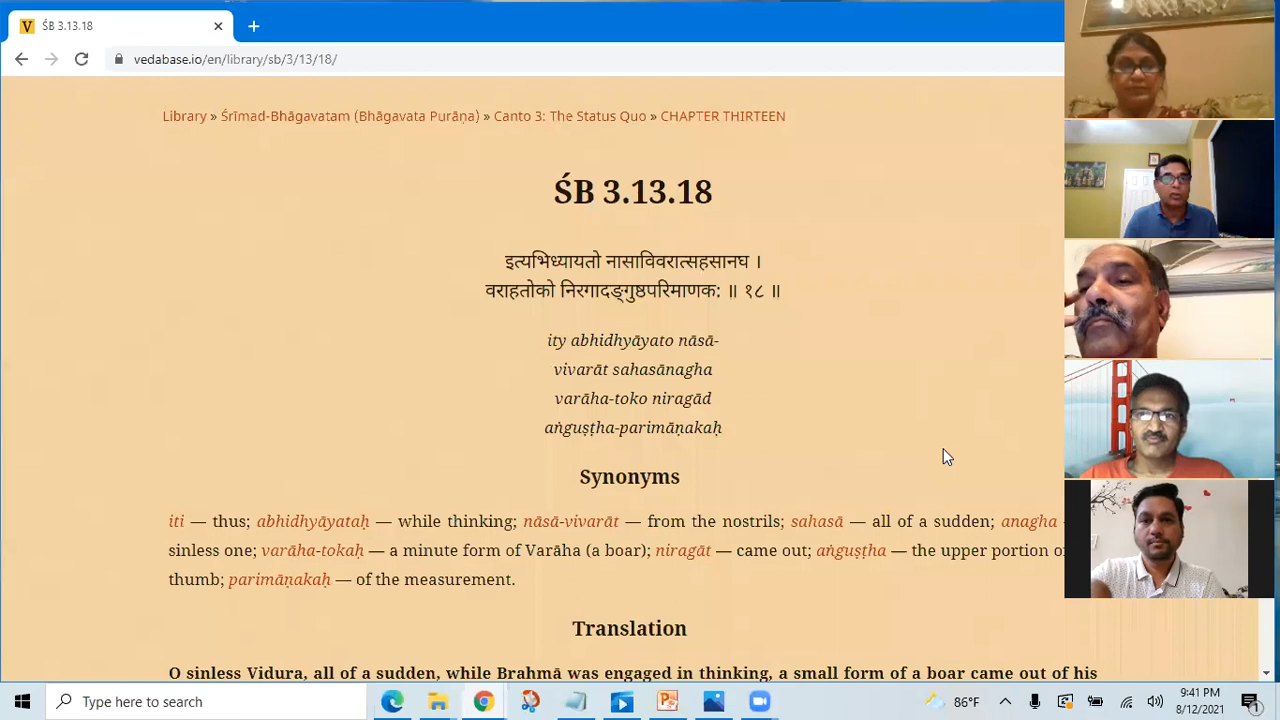 ŚB 3.13.18
vedabase.io/en/library/sb/3/13/18/
Library » Śrīmad-Bhāgavatam (Bhāgavata Purāṇa) » Canto 3: The Status Quo » CHAPTER THIRTEEN
ŚB 3.13.18
इत्यभिध्यायतो नासाविवरात्सहसानघ ।
वराहतोको निरगादङ्गुष्ठपरिमाणक: ॥ १८ ॥
ity abhidhyāyato nāsā-
vivarāt sahasānagha
varāha-toko niragād
aṅguṣṭha-parimāṇakaḥ
Synonyms
iti — thus; abhidhyāyataḥ — while thinking; nāsā-vivarāt — from the nostrils; sahasā — all of a sudden; anagha
sinless one; varāha-tokaḥ — a minute form of Varāha (a boar); niragāt — came out; aṅguṣṭha — the upper portion
thumb; parimāṇakaḥ — of the measurement.
Translation
O sinless Vidura, all of a sudden, while Brahmā was engaged in thinking, a small form of a boar came out of his
Type here to search
86°F
9:41 PM
8/12/2021